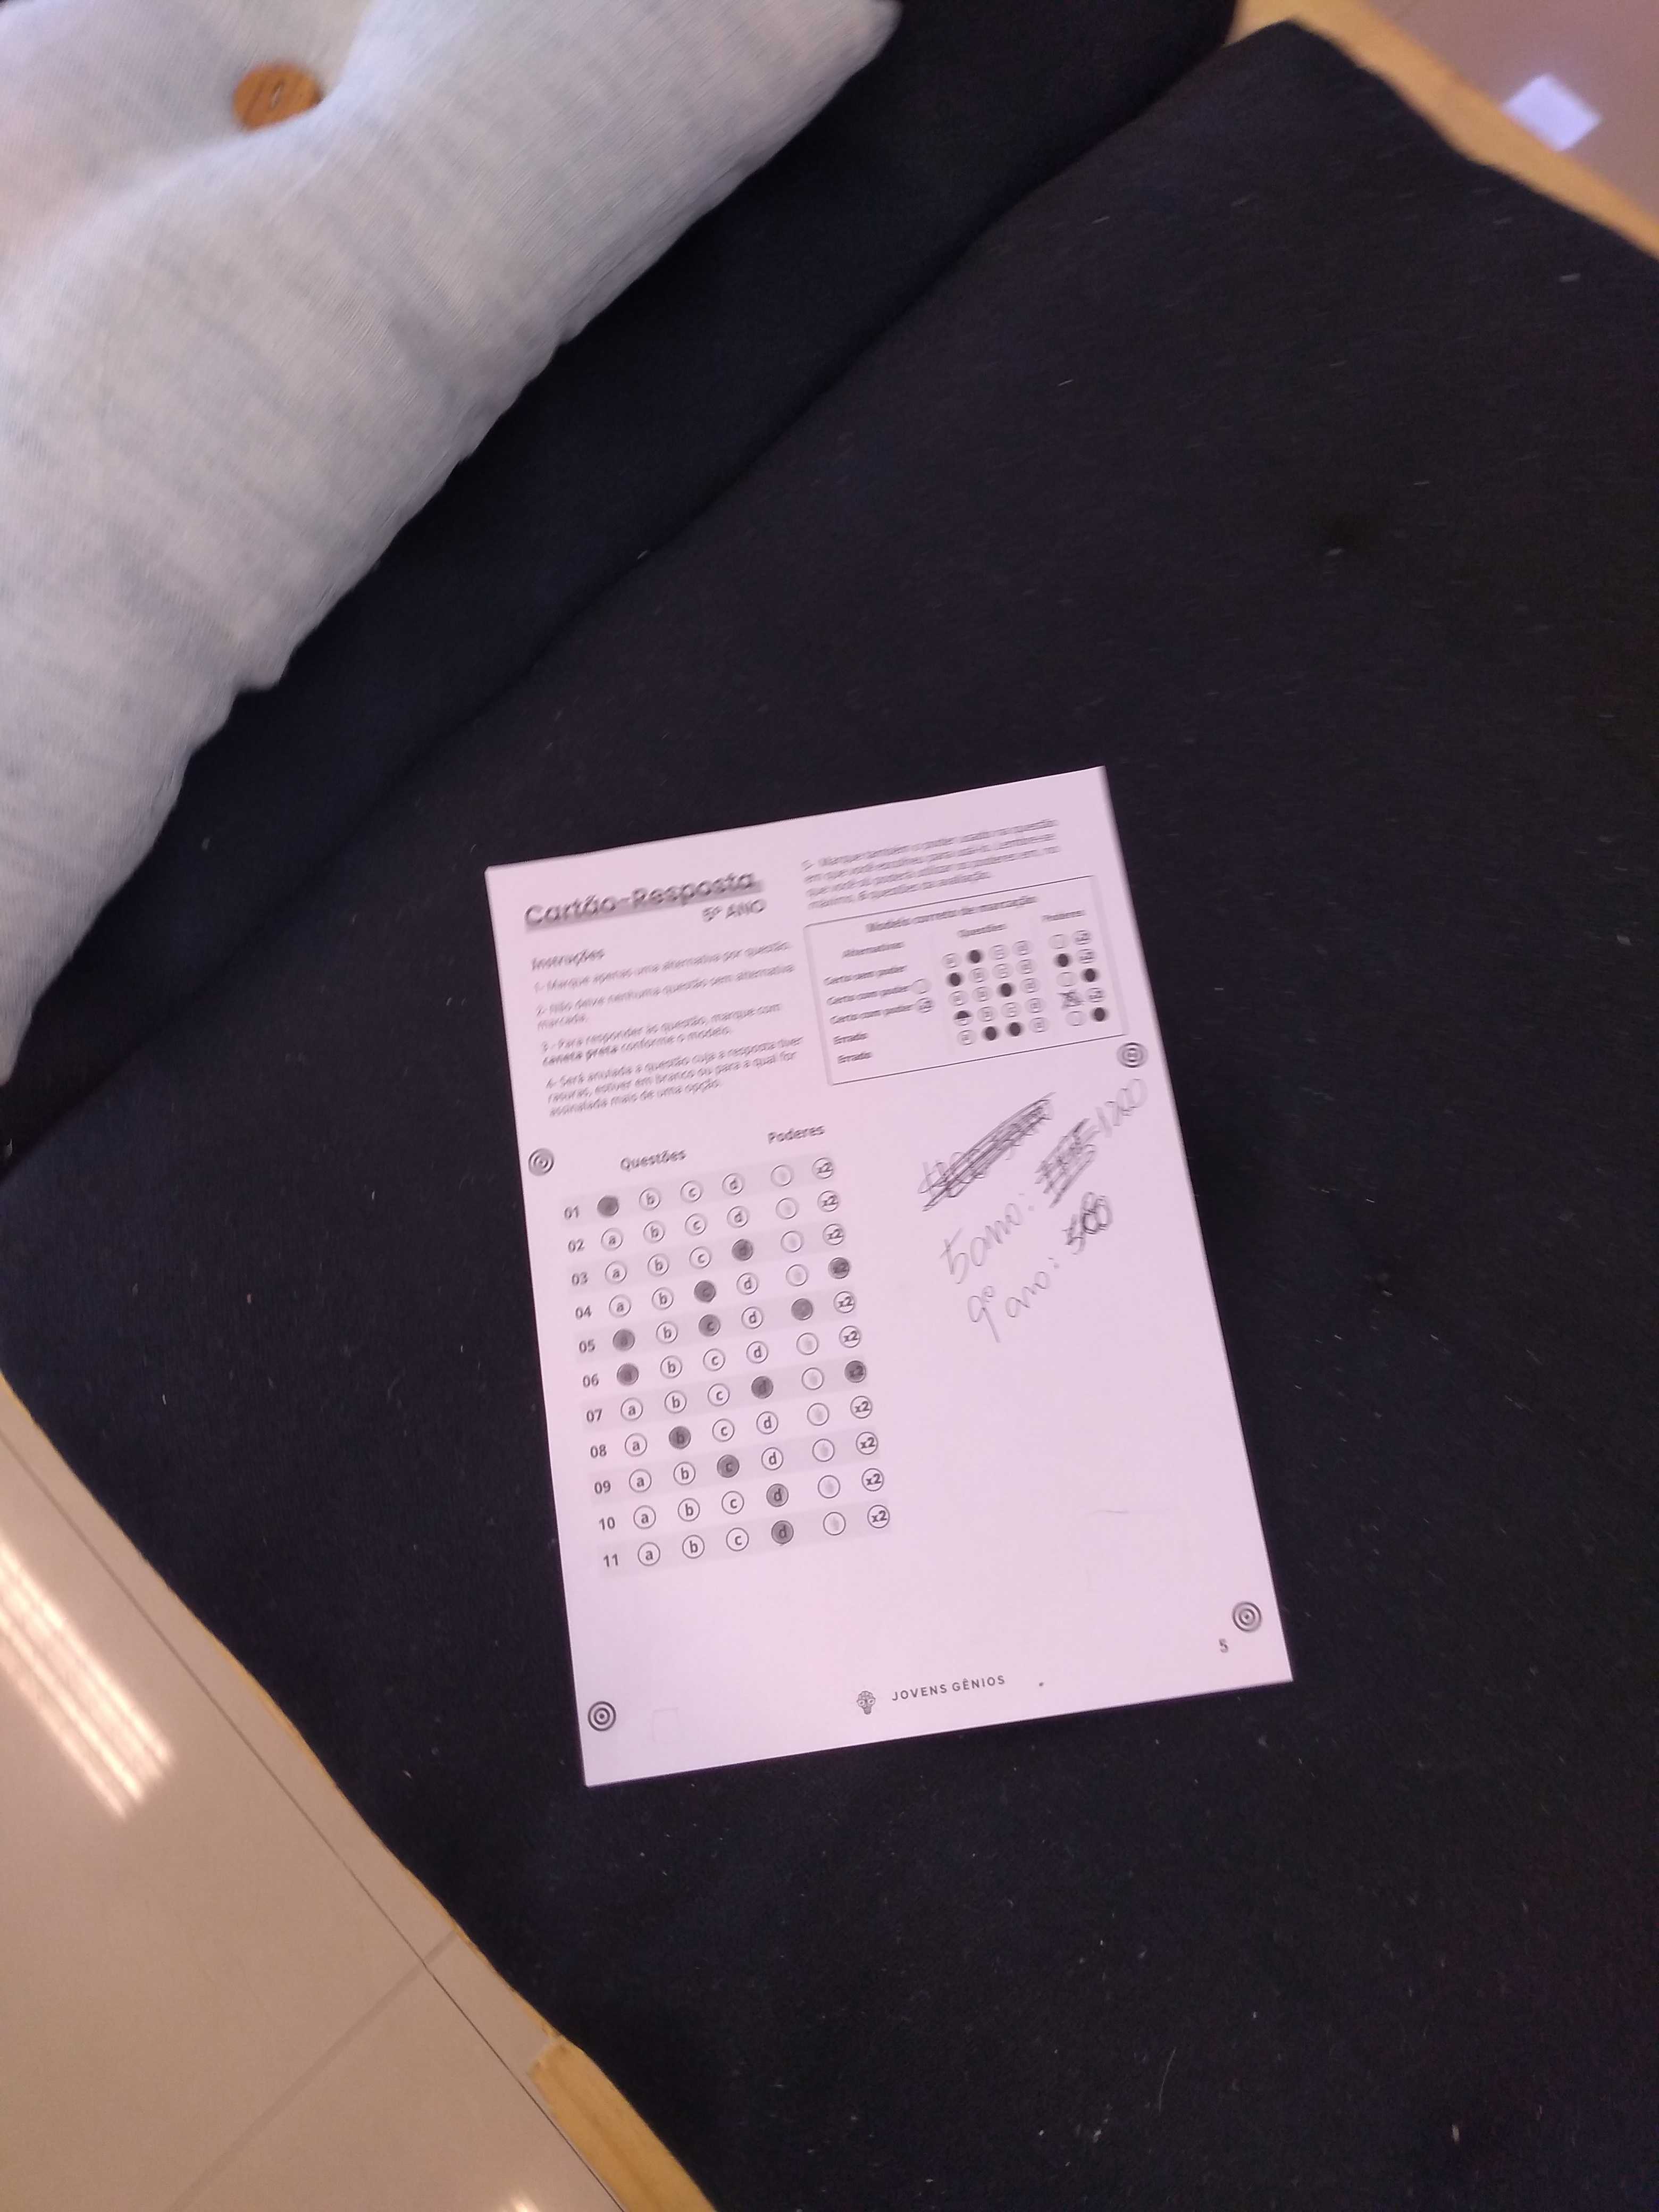 Cartão-Resposta
5º ANO
Instruções
1- Marque apenas uma alternativa por questão.
2- Não deixe nenhuma questão sem alternativa
marcada.
3 - Para responder às questão, marque com
caneta preta conforme o modelo.
4- Será anulada a questão cuja a resposta tiver
rasuras, estiver em branco ou para a qual for
assinalada mais de uma opção.
5- Marque também o poder usado na questão
em que você escolheu para usá-lo. Lembre-se
que você só poderá utilizar os poderes em, no
máximo, 6 questões na avaliação.
Modelo correto de marcação
Alternativas Questões Poderes
Certo sem poder
Certo com poder
Certo com poder x2
Errado
Errado
Questões Poderes
01 b c d x2
02 a b c d x2
03 a b c d x2
04 a b c d x2
05 a b c d x2
06 a b c d x2
07 a b c d x2
08 a b c d x2
09 a b c d x2
10 a b c d x2
11 a b c d x2
5 ano: 1200
9º ano:
5
JOVENS GÊNIOS